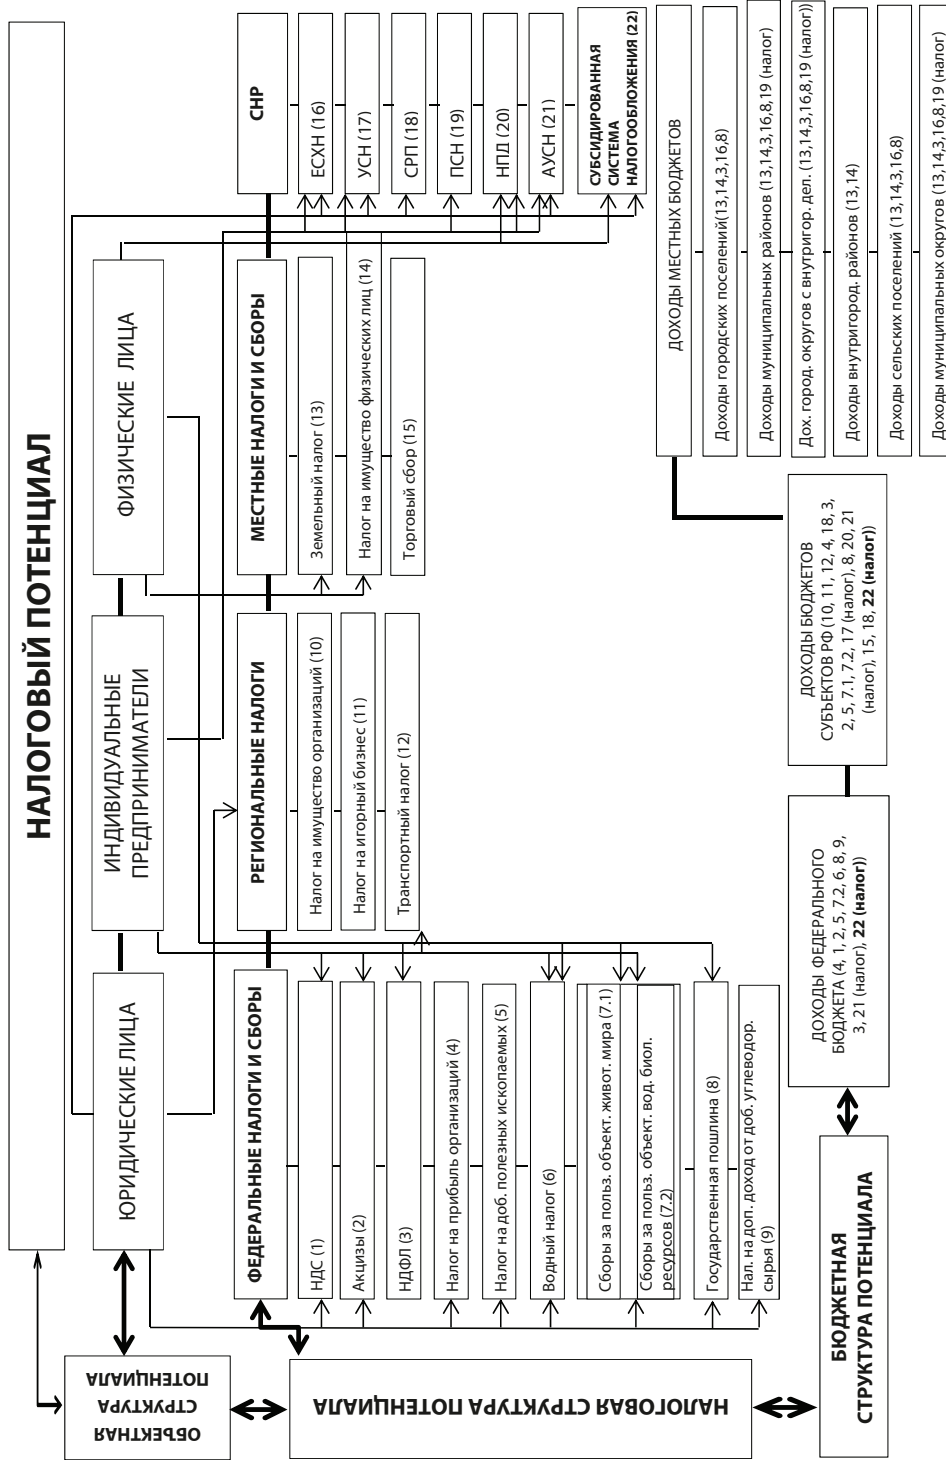 НАЛОГОВЫЙ ПОТЕНЦИАЛ
ОБЪЕКТНАЯ
СТРУКТУРА
ПОТЕНЦИАЛА
ЮРИДИЧЕСКИЕ ЛИЦА
ИНДИВИДУАЛЬНЫЕ
ПРЕДПРИНИМАТЕЛИ
ФИЗИЧЕСКИЕ ЛИЦА
НАЛОГОВАЯ СТРУКТУРА ПОТЕНЦИАЛА
ФЕДЕРАЛЬНЫЕ НАЛОГИ И СБОРЫ
НДС (1)
Акцизы (2)
НДФЛ (3)
Налог на прибыль организаций (4)
Налог на доб. полезных ископаемых (5)
Водный налог (6)
Сборы за польз. объект. живот. мира (7.1)
Сборы за польз. объект. вод. биол.
ресурсов (7.2)
Государственная пошлина (8)
Нал. на доп. доход от доб. углеводор.
сырья (9)
РЕГИОНАЛЬНЫЕ НАЛОГИ
Налог на имущество организаций (10)
Налог на игорный бизнес (11)
Транспортный налог (12)
МЕСТНЫЕ НАЛОГИ И СБОРЫ
Земельный налог (13)
Налог на имущество физических лиц (14)
Торговый сбор (15)
СНР
ЕСХН (16)
УСН (17)
СРП (18)
ПСН (19)
НПД (20)
АУСН (21)
СУБСИДИРОВАННАЯ
СИСТЕМА
НАЛОГООБЛОЖЕНИЯ (22)
БЮДЖЕТНАЯ
СТРУКТУРА ПОТЕНЦИАЛА
ДОХОДЫ ФЕДЕРАЛЬНОГО
БЮДЖЕТА (4, 1, 2, 5, 7.2, 6, 8, 9,
3, 21 (налог), 22 (налог))
ДОХОДЫ БЮДЖЕТОВ
СУБЪЕКТОВ РФ (10, 11, 12, 4, 18, 3,
2, 5, 7.1, 7.2, 17 (налог), 8, 20, 21
(налог), 15, 18, 22 (налог))
ДОХОДЫ МЕСТНЫХ БЮДЖЕТОВ
Доходы городских поселений(13,14,3,16,8)
Доходы муниципальных районов (13,14,3,16,8,19 (налог)
Дох. город. округов с внутригор. дел. (13,14,3,16,8,19 (налог))
Доходы внутригород. районов (13,14)
Доходы сельских поселений (13,14,3,16,8)
Доходы муниципальных округов (13,14,3,16,8,19 (налог)